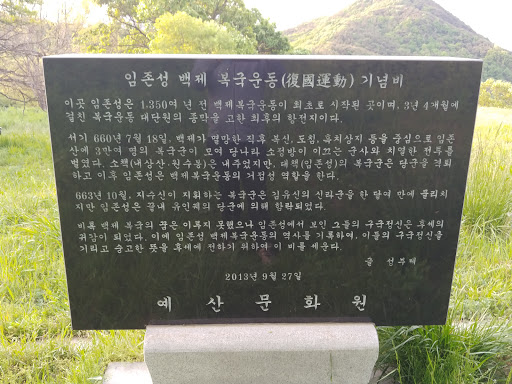 임존성 백제 복국운동(復國運動) 기념비
이곳 임존성은 1,350여 년 전 백제복국운동이 최초로 시작된 곳이며, 3년 4개월에
걸친 복국운동 대단원의 종막을 고한 최후의 항전지이다.
서기 660년 7월 18일, 백제가 멸망한 직후 복신, 도침, 흑치상지 등을 중심으로 임존
산에 3만여 명의 복국군이 모여 당나라 소정방이 이끄는 군사와 치열한 전투를
벌였다. 소책(내상산·원수봉)은 내주었지만, 대책(임존성)의 복국군은 당군을 격퇴
하고 이후 임존성은 백제복국운동의 거점성 역할을 한다.
663년 10월, 지수신이 지휘하는 복국군은 김유신의 신라군을 한 달여 만에 물리치
지만 임존성은 끝내 유인궤의 당군에 의해 함락되었다.
비록 백제 복국의 꿈은 이루지 못했으나 임존성에서 보인 그들의 구국정신은 후세의
귀감이 되었다. 이에 임존성 백제복국운동의 역사를 기록하여, 이들의 구국정신을
기리고 숭고한 뜻을 후세에 전하기 위하여 이 비를 세운다.
글 성부제
2013년 9월 27일
예산문화원